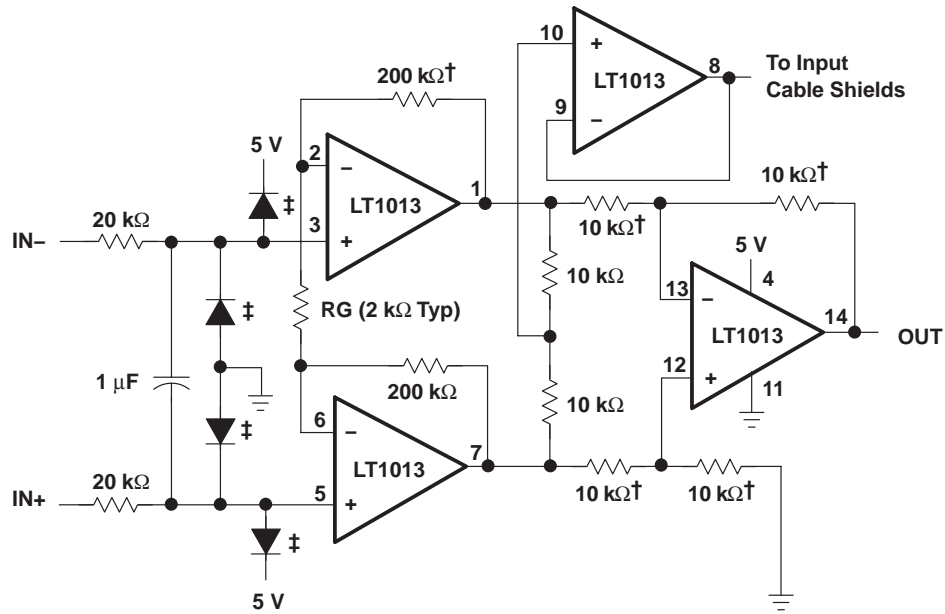 10
+
8
To Input
Cable Shields
LT1013
9
−
200 kΩ†
5 V
‡
2
−
1
LT1013
3
+
20 kΩ
IN−
10 kΩ†
10 kΩ†
10 kΩ
5 V
4
13
−
14
LT1013
OUT
12
+
11
‡
RG (2 kΩ Typ)
1 µF
‡
200 kΩ
10 kΩ
6
−
7
LT1013
5
+
20 kΩ
IN+
10 kΩ†
10 kΩ†
‡
5 V